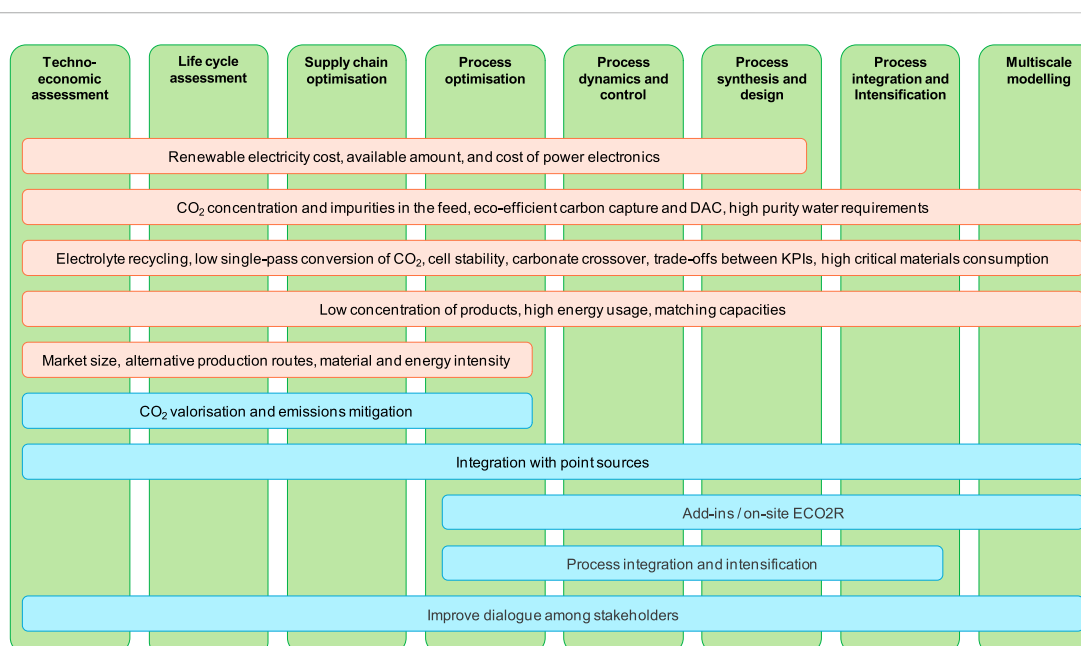 Techno-
economic
assessment
Life cycle
assessment
Supply chain
optimisation
Process
optimisation
Process
dynamics and
control
Process
synthesis and
design
Process
integration and
Intensification
Multiscale
modelling
Renewable electricity cost, available amount, and cost of power electronics
CO₂ concentration and impurities in the feed, eco-efficient carbon capture and DAC, high purity water requirements
Electrolyte recycling, low single-pass conversion of CO₂, cell stability, carbonate crossover, trade-offs between KPIs, high critical materials consumption
Low concentration of products, high energy usage, matching capacities
Market size, alternative production routes, material and energy intensity
CO₂ valorisation and emissions mitigation
Integration with point sources
Add-ins / on-site ECO2R
Process integration and intensification
Improve dialogue among stakeholders